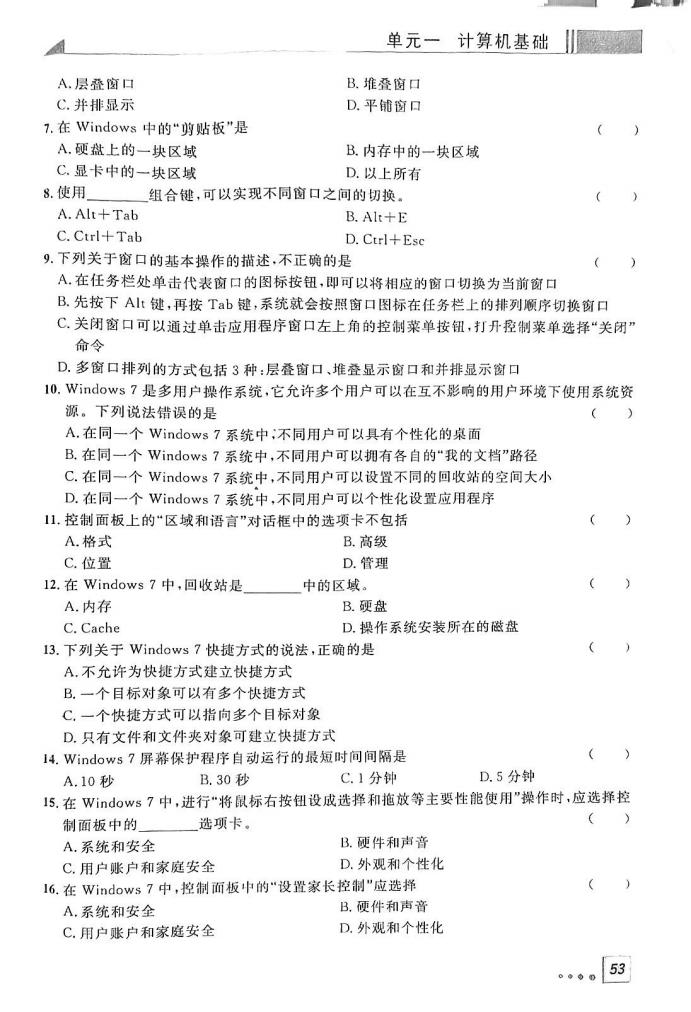 单元一 计算机基础
A. 层叠窗口 B. 堆叠窗口
C. 并排显示 D. 平铺窗口
7. 在 Windows 中的“剪贴板”是 ( )
A. 硬盘上的一块区域 B. 内存中的一块区域
C. 显卡中的一块区域 D. 以上所有
8. 使用________组合键,可以实现不同窗口之间的切换。 ( )
A. Alt+Tab B. Alt+E
C. Ctrl+Tab D. Ctrl+Esc
9. 下列关于窗口的基本操作的描述,不正确的是 ( )
A. 在任务栏处单击代表窗口的图标按钮,即可以将相应的窗口切换为当前窗口
B. 先按下 Alt 键,再按 Tab 键,系统就会按照窗口图标在任务栏上的排列顺序切换窗口
C. 关闭窗口可以通过单击应用程序窗口左上角的控制菜单按钮,打开控制菜单选择“关闭”
命令
D. 多窗口排列的方式包括 3 种:层叠窗口、堆叠显示窗口和并排显示窗口
10. Windows 7 是多用户操作系统,它允许多个用户可以在互不影响的用户环境下使用系统资
源。下列说法错误的是 ( )
A. 在同一个 Windows 7 系统中,不同用户可以具有个性化的桌面
B. 在同一个 Windows 7 系统中,不同用户可以拥有各自的“我的文档”路径
C. 在同一个 Windows 7 系统中,不同用户可以设置不同的回收站的空间大小
D. 在同一个 Windows 7 系统中,不同用户可以个性化设置应用程序
11. 控制面板上的“区域和语言”对话框中的选项卡不包括 ( )
A. 格式 B. 高级
C. 位置 D. 管理
12. 在 Windows 7 中,回收站是________中的区域。 ( )
A. 内存 B. 硬盘
C. Cache D. 操作系统安装所在的磁盘
13. 下列关于 Windows 7 快捷方式的说法,正确的是 ( )
A. 不允许为快捷方式建立快捷方式
B. 一个目标对象可以有多个快捷方式
C. 一个快捷方式可以指向多个目标对象
D. 只有文件和文件夹对象可建立快捷方式
14. Windows 7 屏幕保护程序自动运行的最短时间间隔是 ( )
A. 10 秒 B. 30 秒 C. 1 分钟 D. 5 分钟
15. 在 Windows 7 中,进行“将鼠标右按钮设成选择和拖放等主要性能使用”操作时,应选择控
制面板中的________选项卡。 ( )
A. 系统和安全 B. 硬件和声音
C. 用户账户和家庭安全 D. 外观和个性化
16. 在 Windows 7 中,控制面板中的“设置家长控制”应选择 ( )
A. 系统和安全 B. 硬件和声音
C. 用户账户和家庭安全 D. 外观和个性化
53